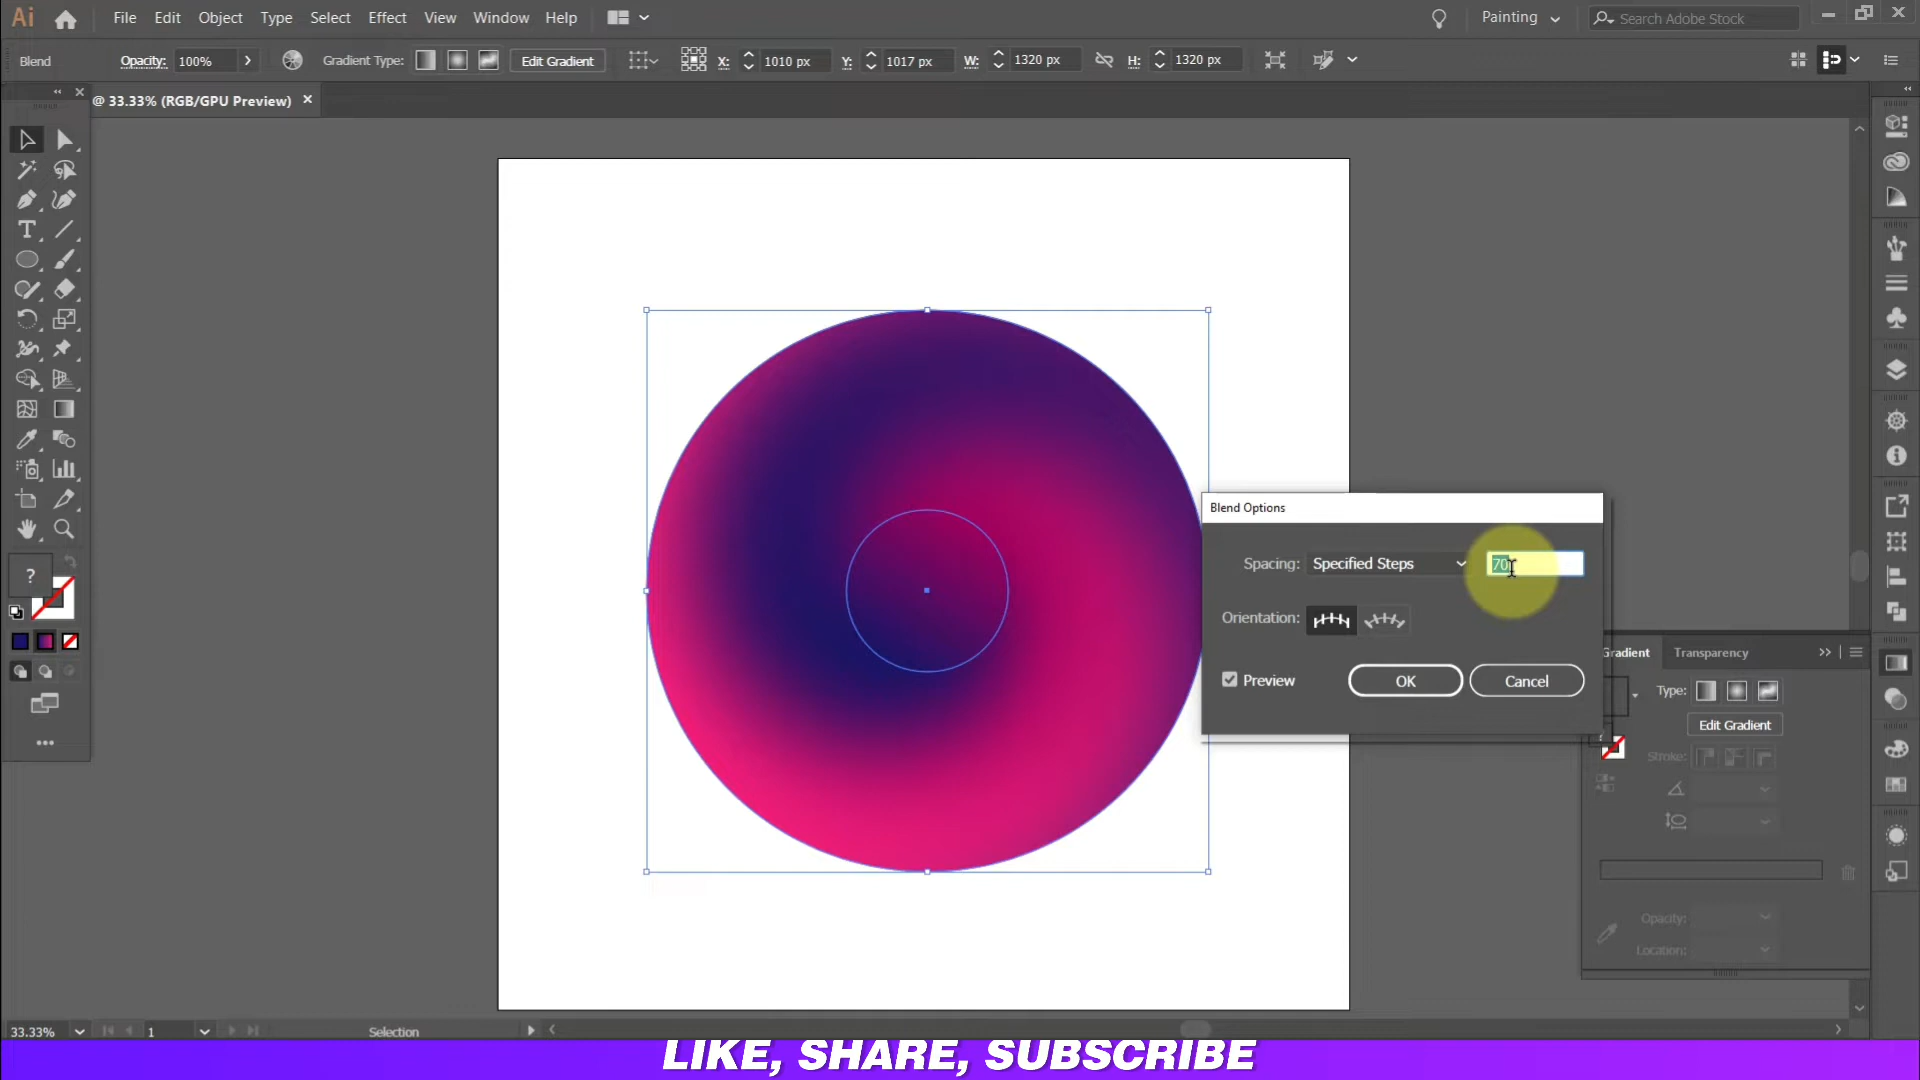 Ai File Edit Object Type Select Effect View Window Help Painting Search Adobe Stock
Blend Opacity: 100% Gradient Type: Edit Gradient X: 1010 px Y: 1017 px W: 1320 px H: 1320 px
@ 33.33% (RGB/GPU Preview)
Blend Options
Spacing: Specified Steps 70
Orientation:
Preview OK Cancel
Gradient Transparency
Type:
Edit Gradient
Stroke:
Opacity:
Location:
?
33.33% 1 Selection
LIKE, SHARE, SUBSCRIBE